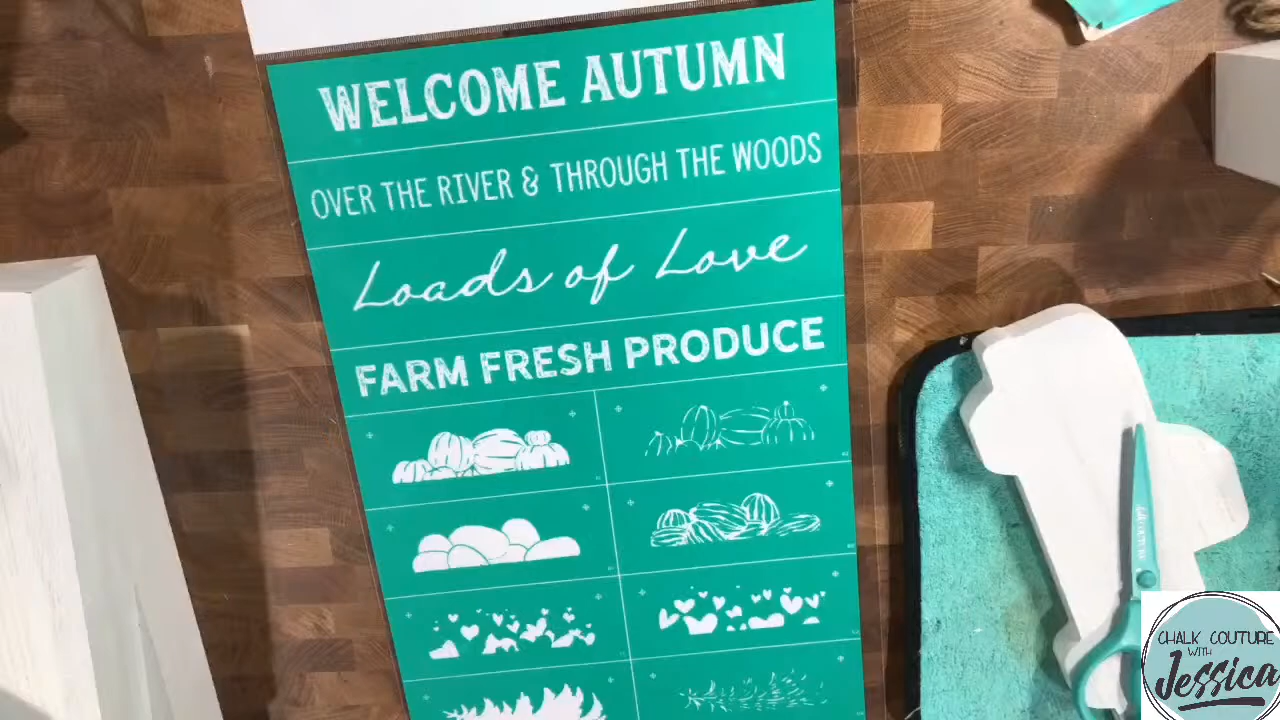 WELCOME AUTUMN
OVER THE RIVER & THROUGH THE WOODS
Loads of Love
FARM FRESH PRODUCE
CHALK COUTURE
WITH
Jessica